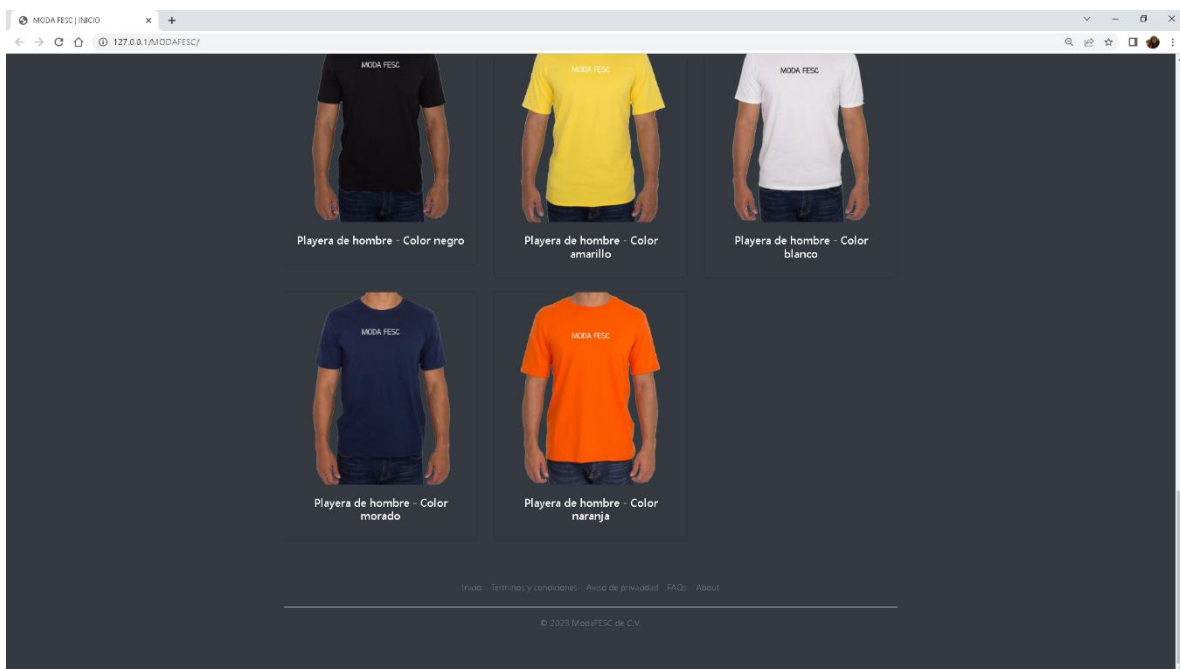 MODA FESC | INICIO
127.0.0.1/MODAFESC/
MODA FESC
MODA FESC
MODA FESC
Playera de hombre - Color negro
Playera de hombre - Color
amarillo
Playera de hombre - Color
blanco
MODA FESC
MODA FESC
Playera de hombre - Color
morado
Playera de hombre - Color
naranja
Inicio Terminos y condiciones Aviso de privacidad FAQs About
© 2023 ModaFESC de C.V.